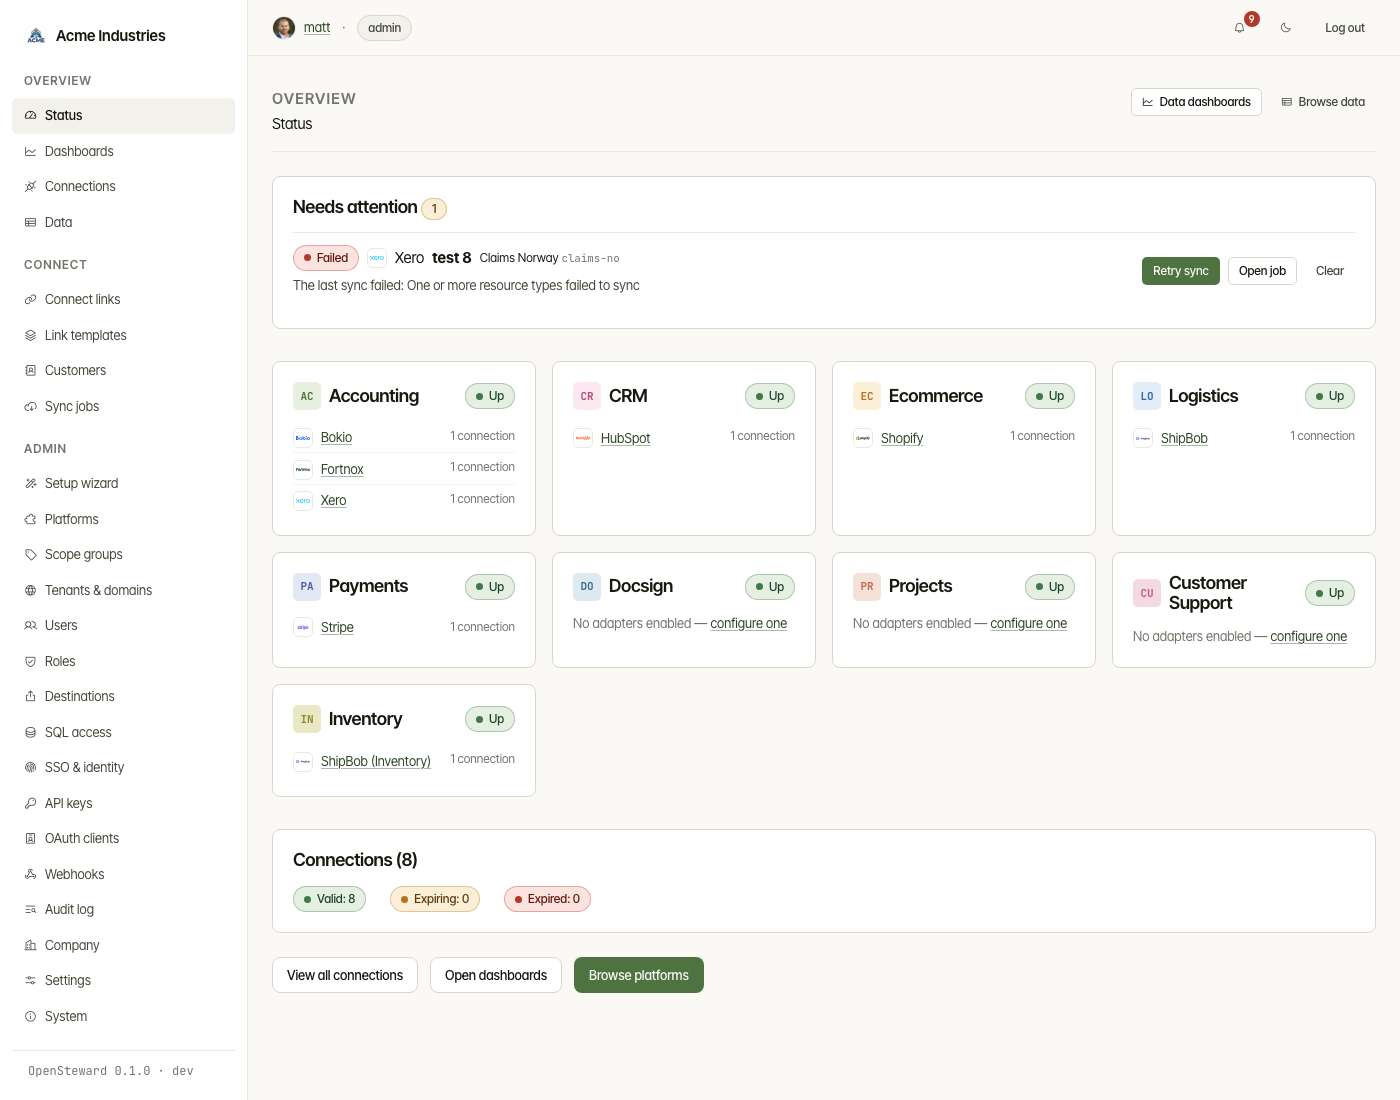 Acme Industries
OVERVIEW
Status
Dashboards
Connections
Data
CONNECT
Connect links
Link templates
Customers
Sync jobs
ADMIN
Setup wizard
Platforms
Scope groups
Tenants & domains
Users
Roles
Destinations
SQL access
SSO & identity
API keys
OAuth clients
Webhooks
Audit log
Company
Settings
System
OpenSteward 0.1.0 · dev
matt · admin
9
Log out
OVERVIEW
Status
Data dashboards
Browse data
Needs attention 1
Failed xero Xero test 8 Claims Norway claims-no
The last sync failed: One or more resource types failed to sync
Retry sync
Open job
Clear
AC Accounting Up
Bokio Bokio 1 connection
Fortnox Fortnox 1 connection
xero Xero 1 connection
CR CRM Up
HubSpot 1 connection
EC Ecommerce Up
Shopify 1 connection
LO Logistics Up
ShipBob 1 connection
PA Payments Up
stripe Stripe 1 connection
DO Docsign Up
No adapters enabled — configure one
PR Projects Up
No adapters enabled — configure one
CU Customer Support Up
No adapters enabled — configure one
IN Inventory Up
ShipBob (Inventory) 1 connection
Connections (8)
Valid: 8
Expiring: 0
Expired: 0
View all connections
Open dashboards
Browse platforms